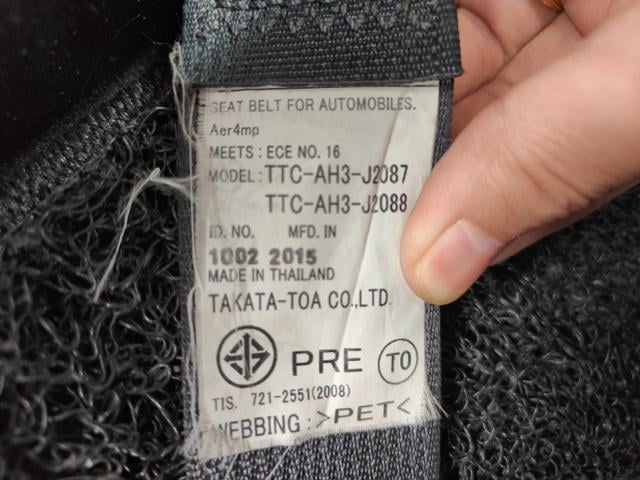 SEAT BELT FOR AUTOMOBILES.
Aer4mp
MEETS : ECE NO. 16
MODEL : TTC-AH3-J2087
TTC-AH3-J2088
ID. NO. MFD. IN
1002 2015
MADE IN THAILAND
TAKATA-TOA CO.,LTD.
PRE TO
TIS. 721-2551(2008)
WEBBING : >PET<